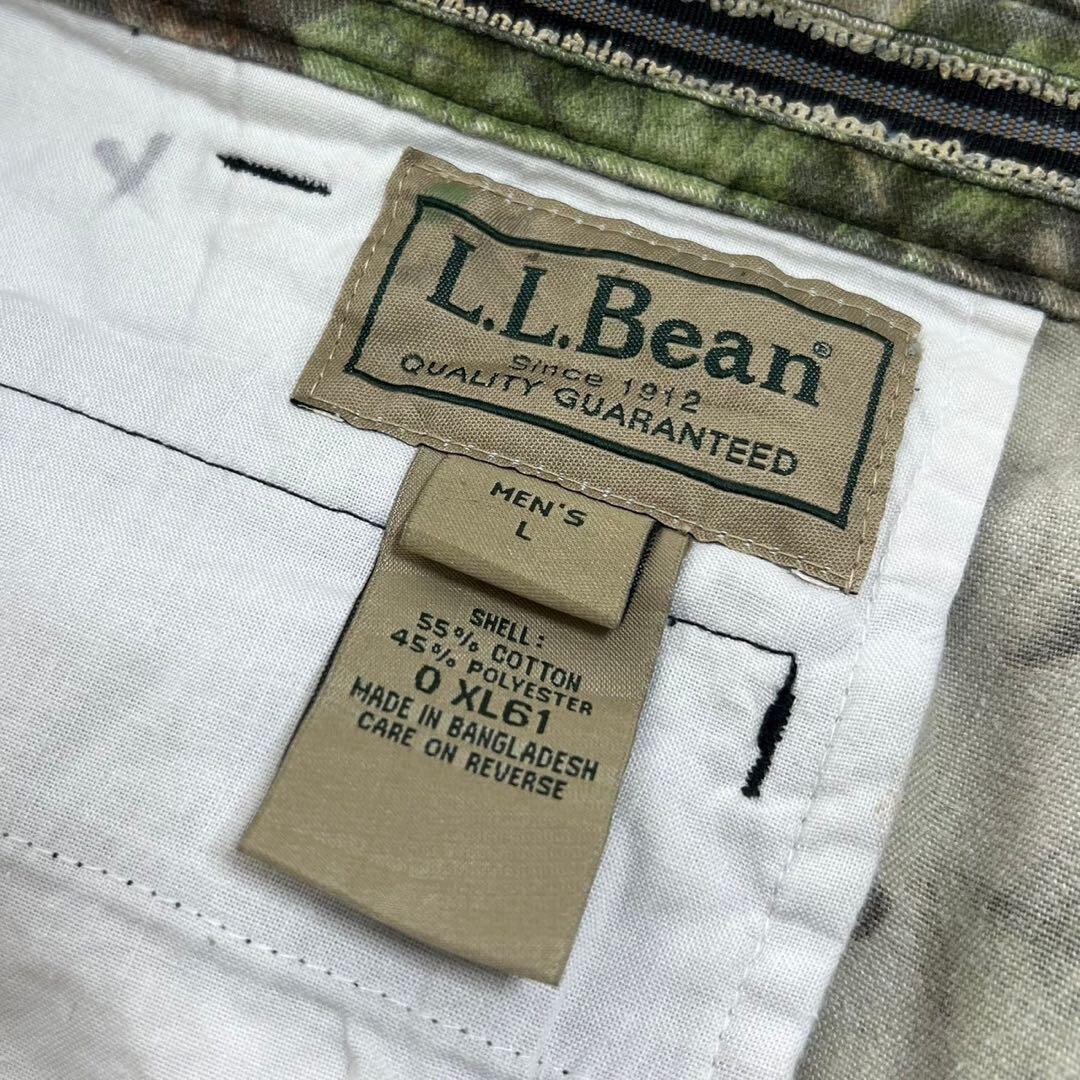 L.L.Bean®
Since 1912
QUALITY GUARANTEED
MEN'S
L
SHELL:
55% COTTON
45% POLYESTER
0 XL61
MADE IN BANGLADESH
CARE ON REVERSE